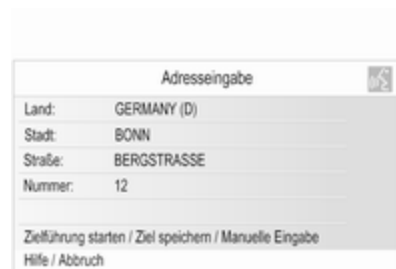 Adresseingabe
Land: GERMANY (D)
Stadt: BONN
Straße: BERGSTRASSE
Nummer: 12
Zielführung starten / Ziel speichern / Manuelle Eingabe
Hilfe / Abbruch